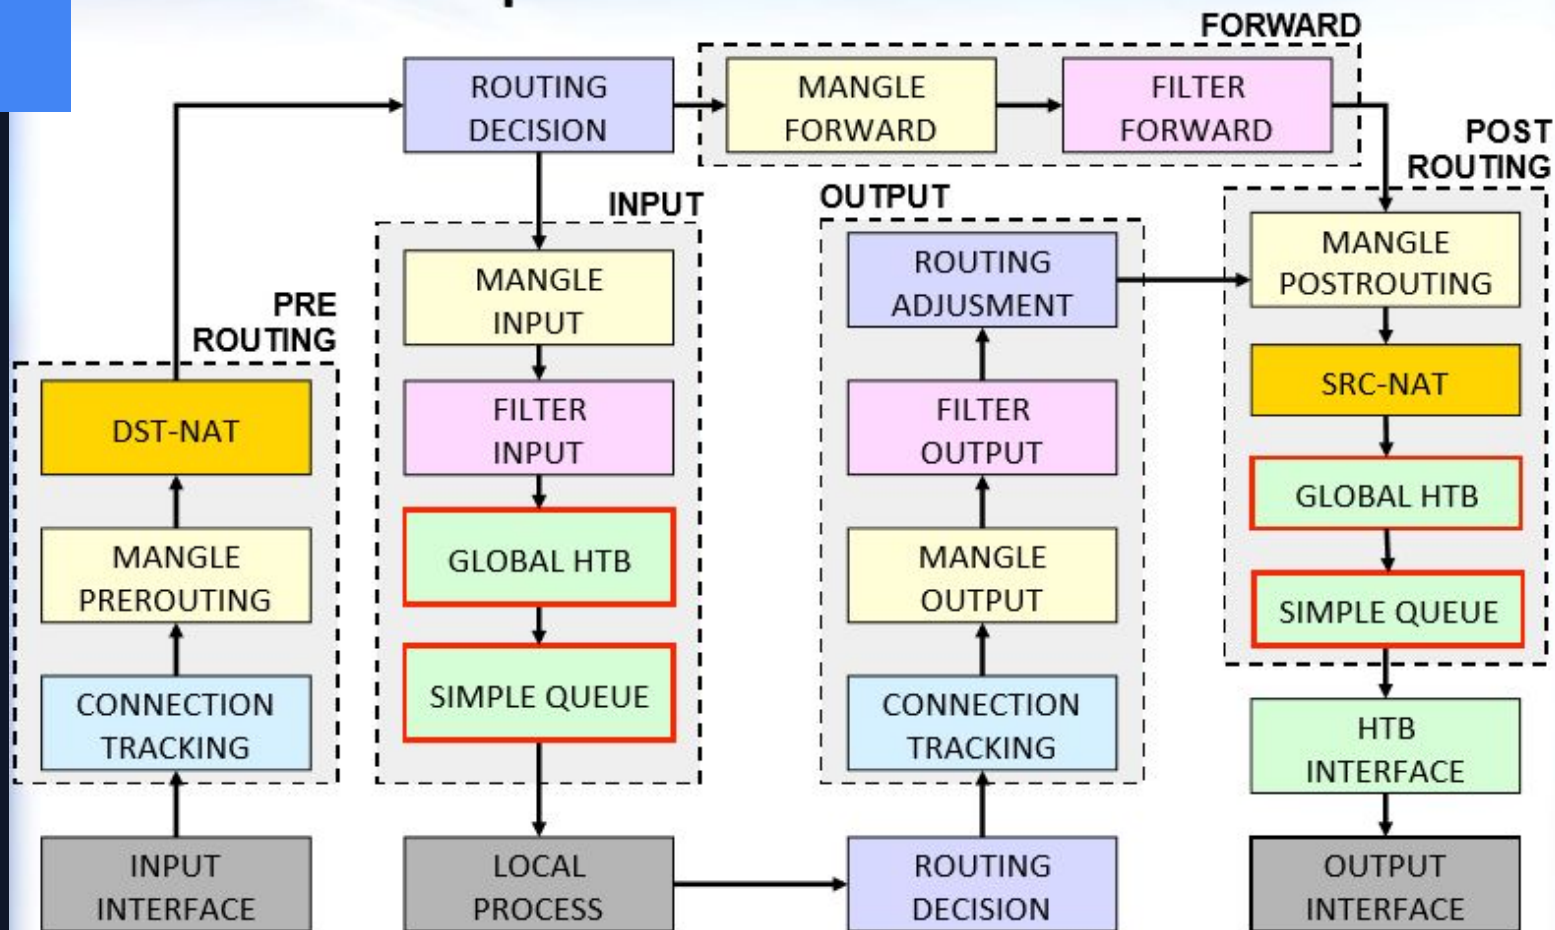 FORWARD
ROUTING
DECISION
MANGLE
FORWARD
FILTER
FORWARD
POST
ROUTING
INPUT
OUTPUT
MANGLE
INPUT
ROUTING
ADJUSMENT
MANGLE
POSTROUTING
PRE
ROUTING
DST-NAT
FILTER
INPUT
FILTER
OUTPUT
SRC-NAT
GLOBAL HTB
MANGLE
PREROUTING
GLOBAL HTB
MANGLE
OUTPUT
SIMPLE QUEUE
CONNECTION
TRACKING
SIMPLE QUEUE
CONNECTION
TRACKING
HTB
INTERFACE
INPUT
INTERFACE
LOCAL
PROCESS
ROUTING
DECISION
OUTPUT
INTERFACE